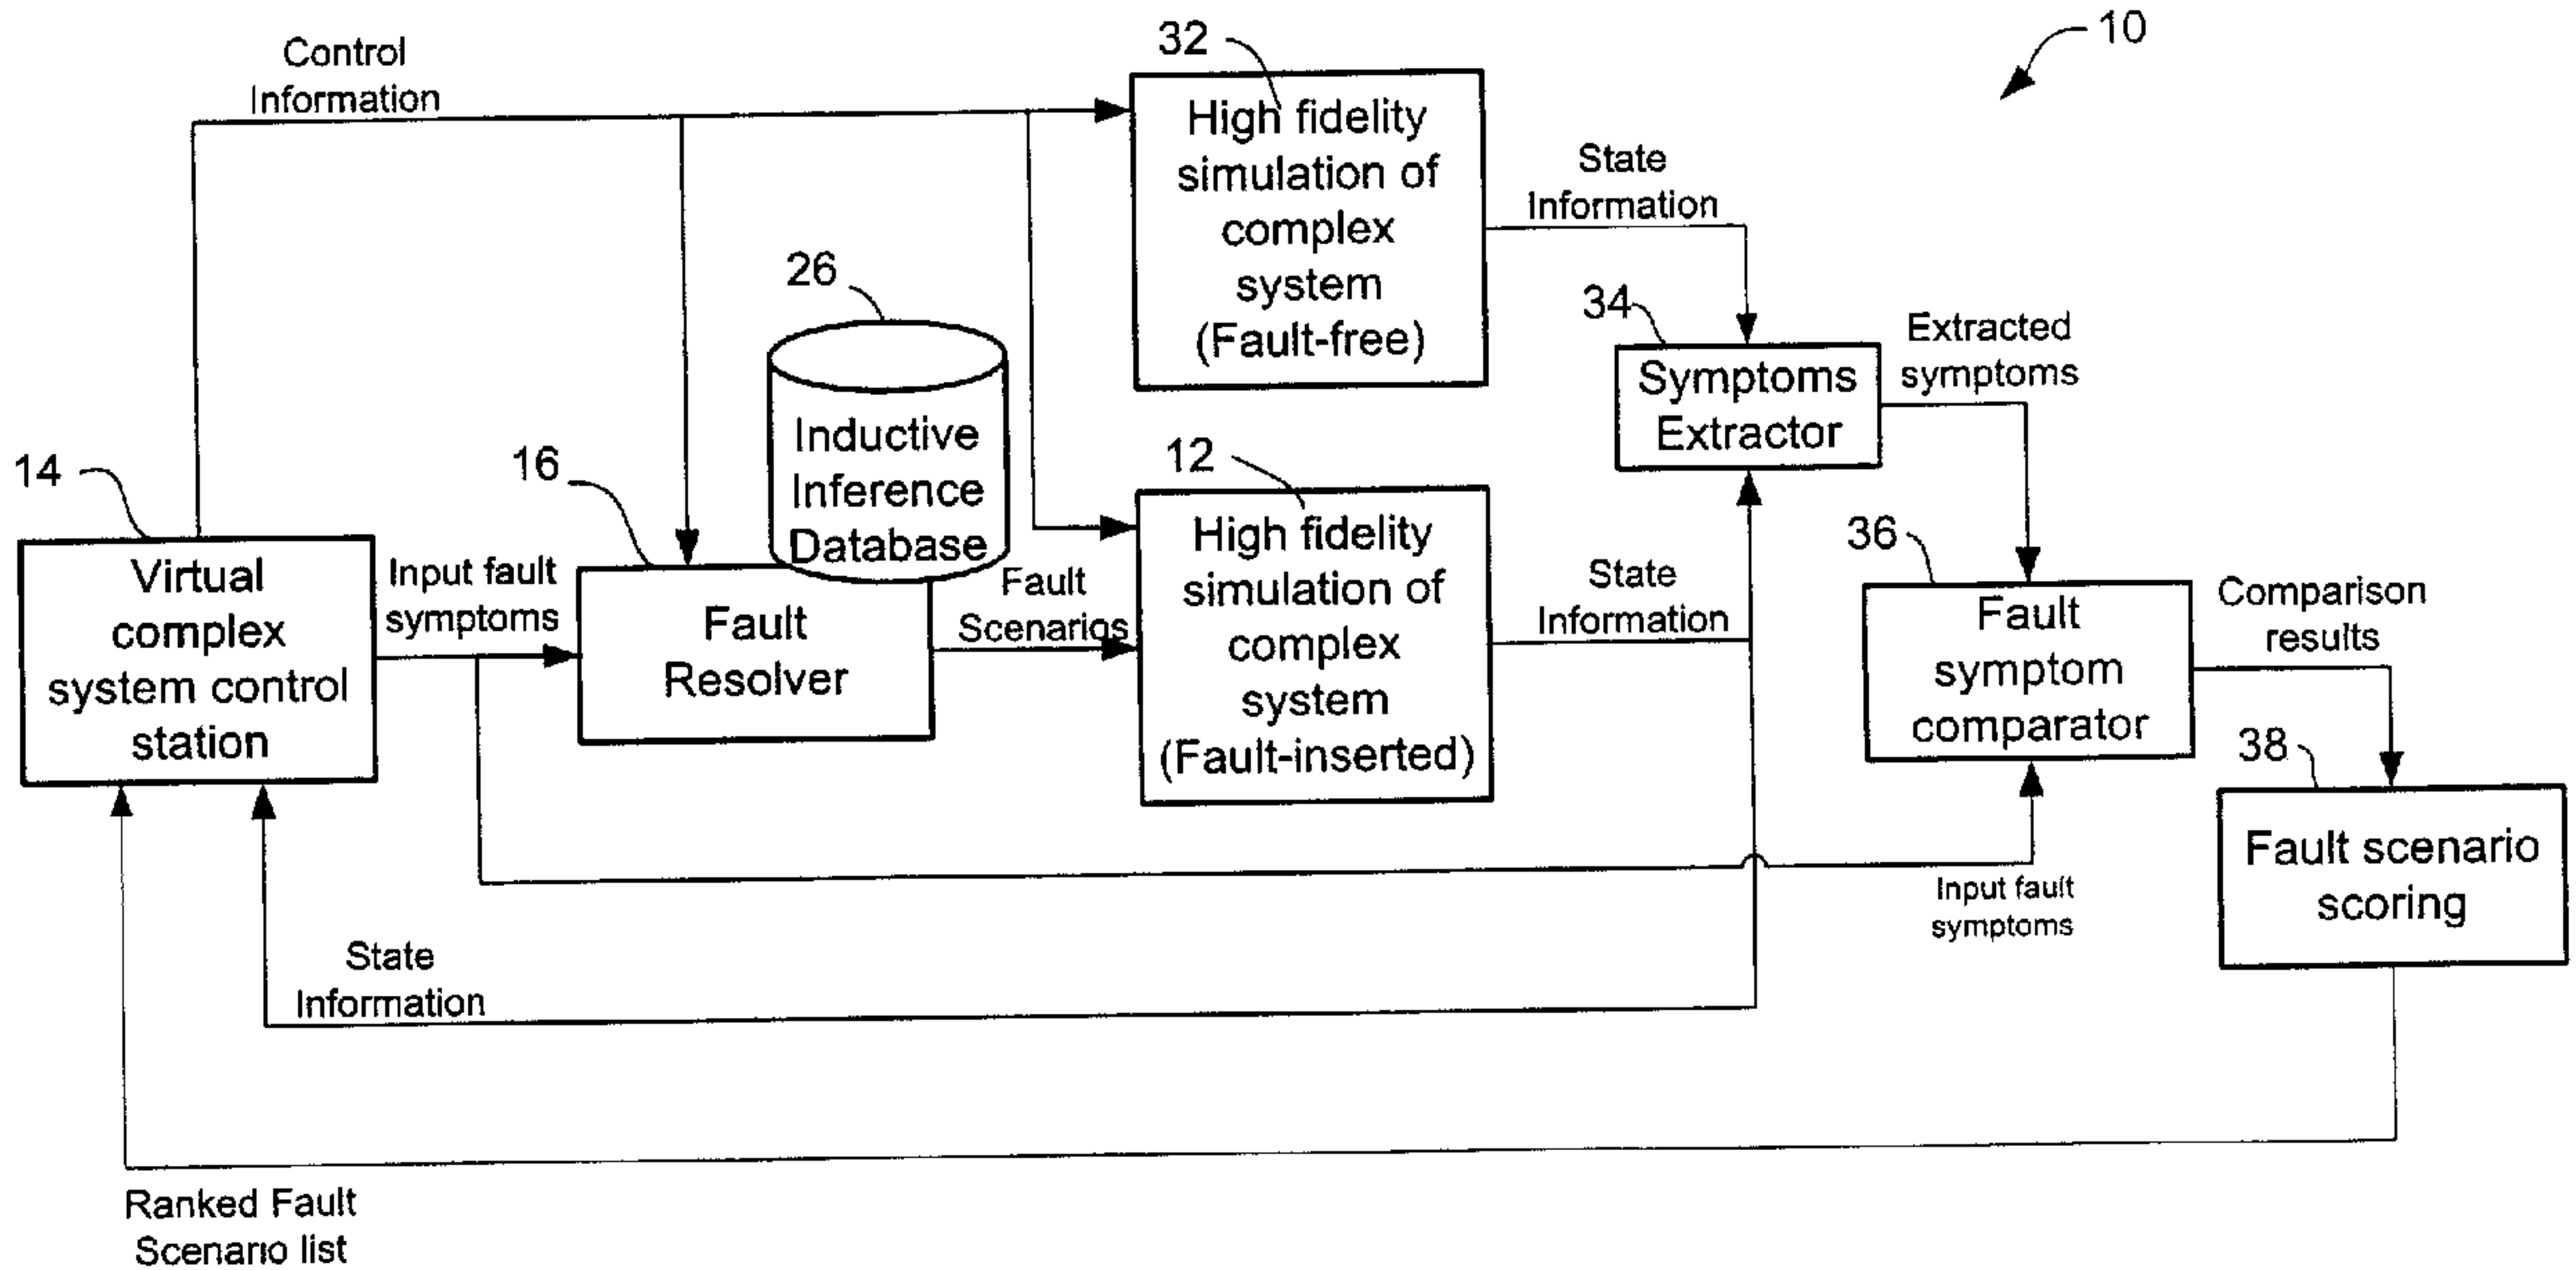 10
Control
Information
32
High fidelity
simulation of
complex
system
(Fault-free)
State
Information
26
Inductive
Inference
Database
34
Symptoms
Extractor
Extracted
symptoms
14
Virtual
complex
system control
station
Input fault
symptoms
16
Fault
Resolver
Fault
Scenarios
12
High fidelity
simulation of
complex
system
(Fault-inserted)
State
Information
36
Fault
symptom
comparator
Comparison
results
38
Fault scenario
scoring
Input fault
symptoms
State
Information
Ranked Fault
Scenario list